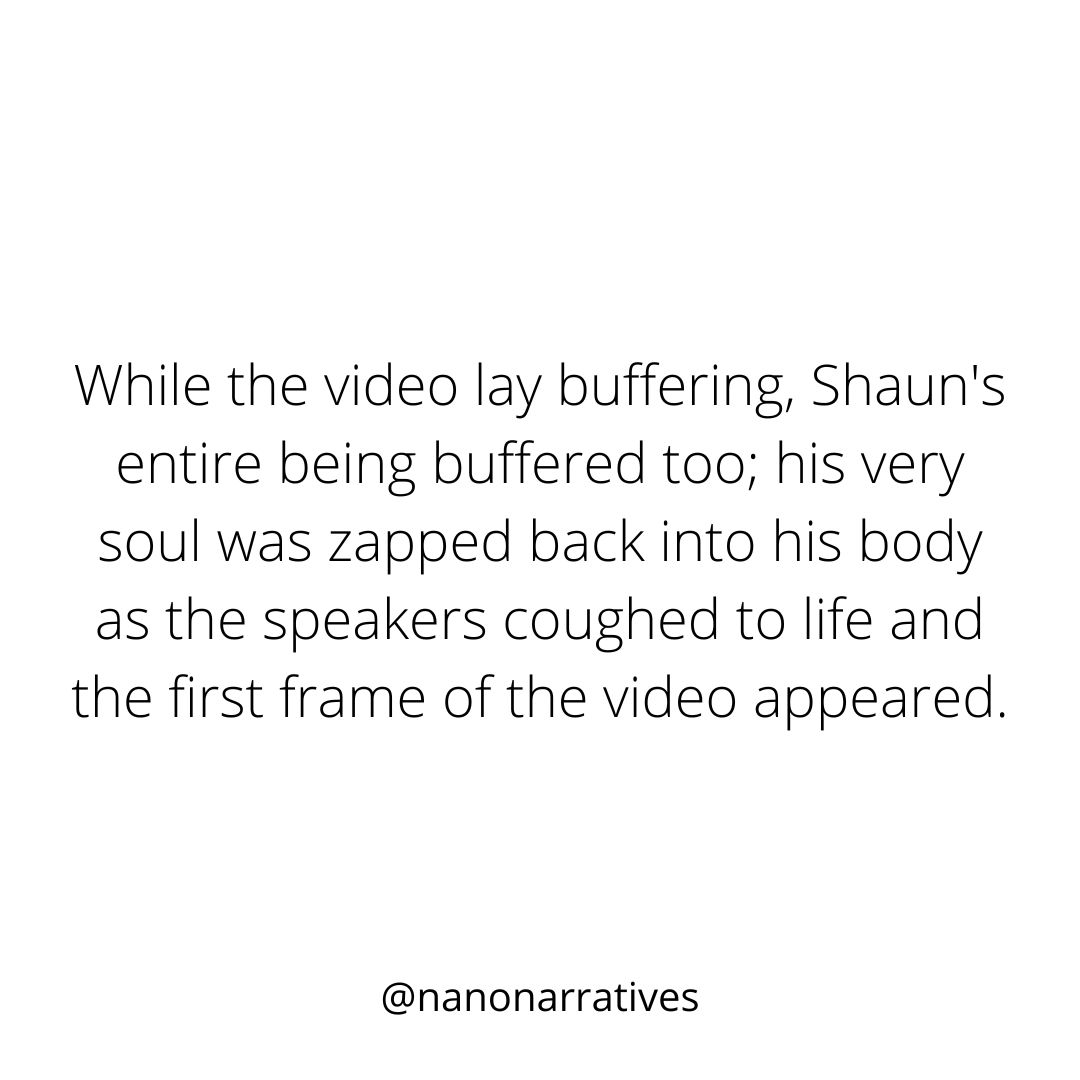 While the video lay buffering, Shaun's
entire being buffered too; his very
soul was zapped back into his body
as the speakers coughed to life and
the first frame of the video appeared.
@nanonarratives